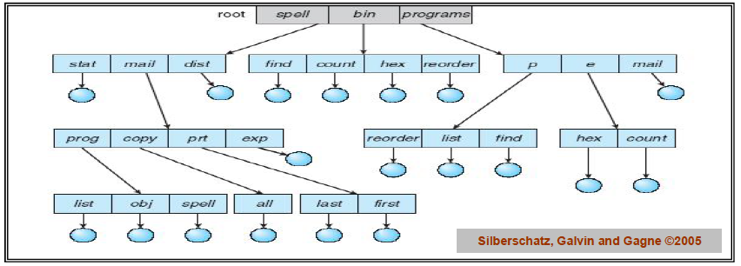 root spell bin programs
stat mail dist find count hex reorder p e mail
prog copy prt exp reorder list find hex count
list obj spell all last first
Silberschatz, Galvin and Gagne ©2005